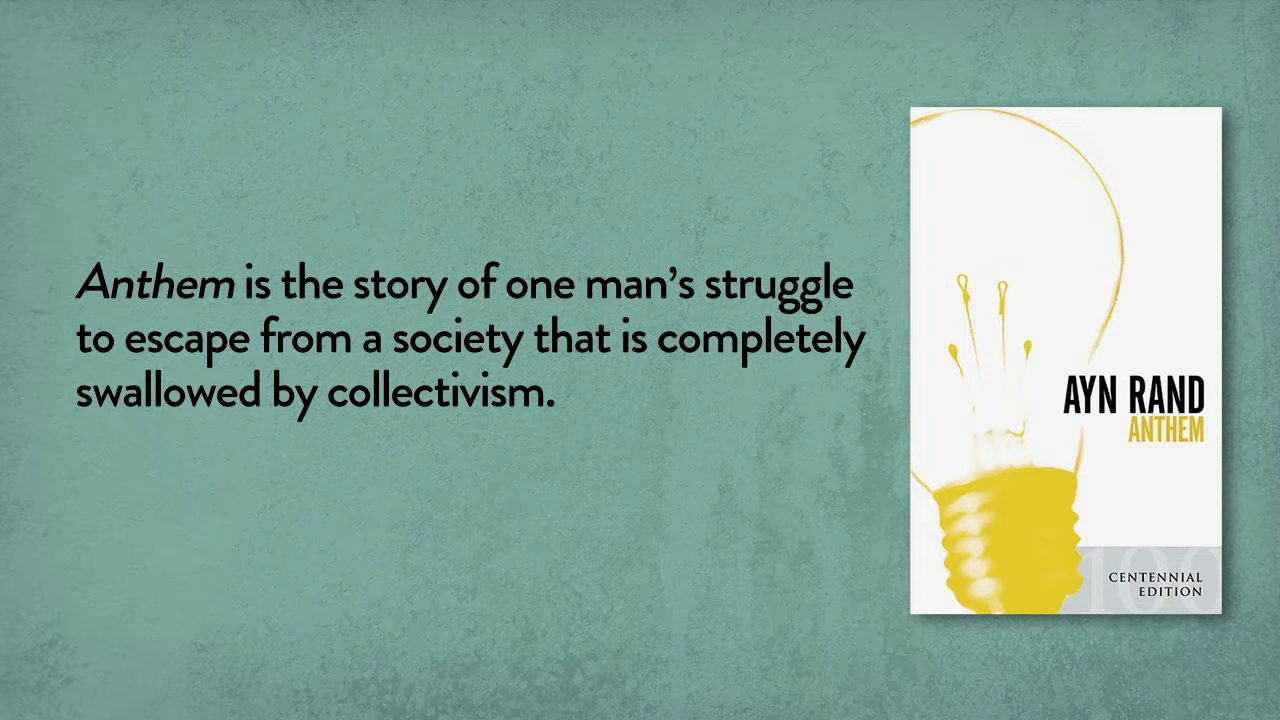 Anthem is the story of one man’s struggle
to escape from a society that is completely
swallowed by collectivism.
AYN RAND
ANTHEM
100
CENTENNIAL
EDITION